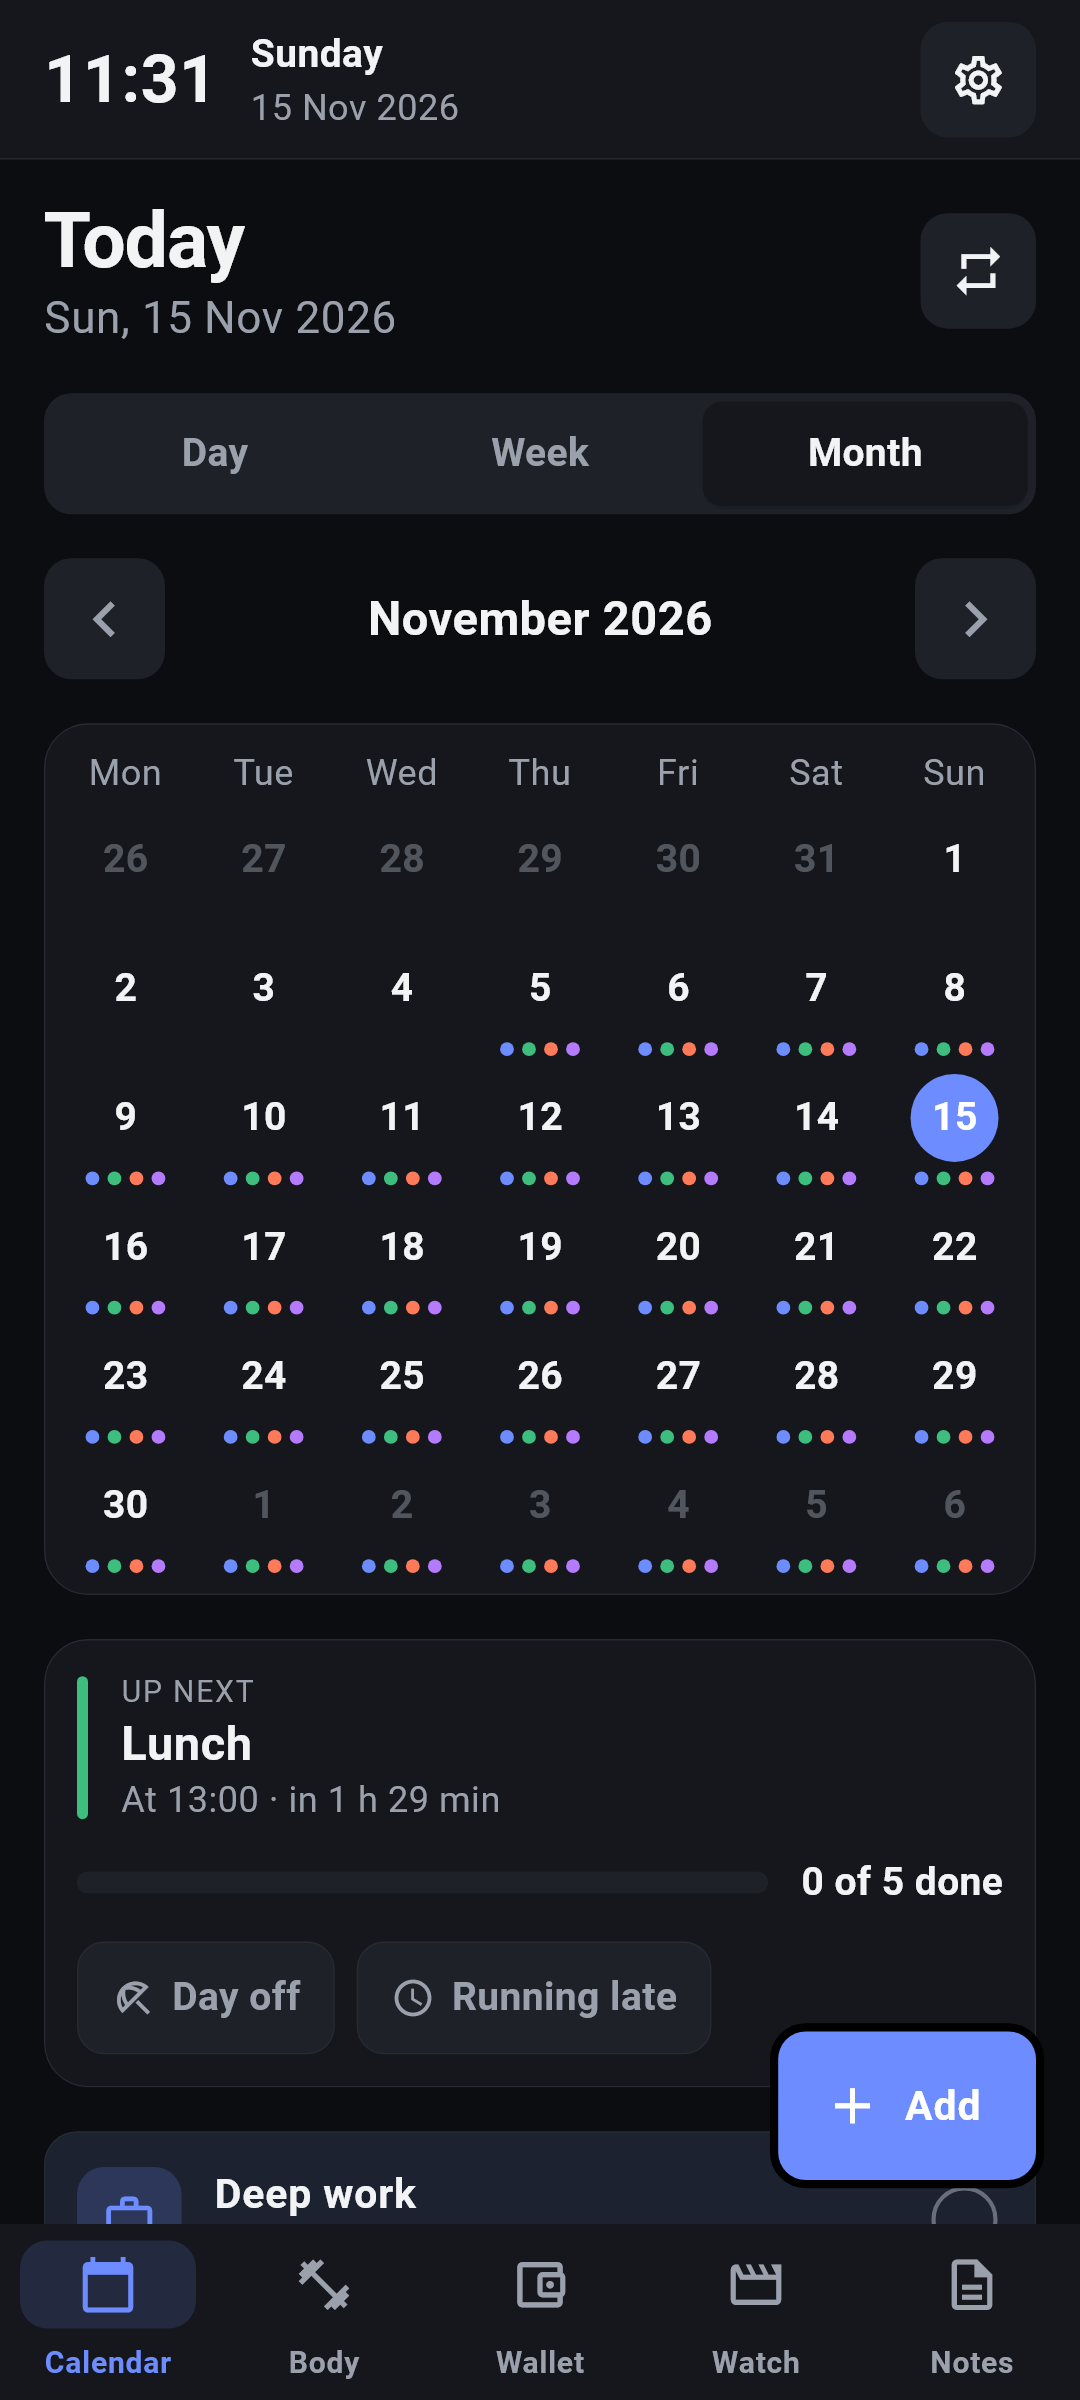 11:31
Sunday
15 Nov 2026
Today
Sun, 15 Nov 2026
Day Week Month
November 2026
Mon Tue Wed Thu Fri Sat Sun
26 27 28 29 30 31 1
2 3 4 5 6 7 8
9 10 11 12 13 14 15
16 17 18 19 20 21 22
23 24 25 26 27 28 29
30 1 2 3 4 5 6
UP NEXT
Lunch
At 13:00 · in 1 h 29 min
0 of 5 done
Day off Running late
Add
Deep work
Calendar Body Wallet Watch Notes